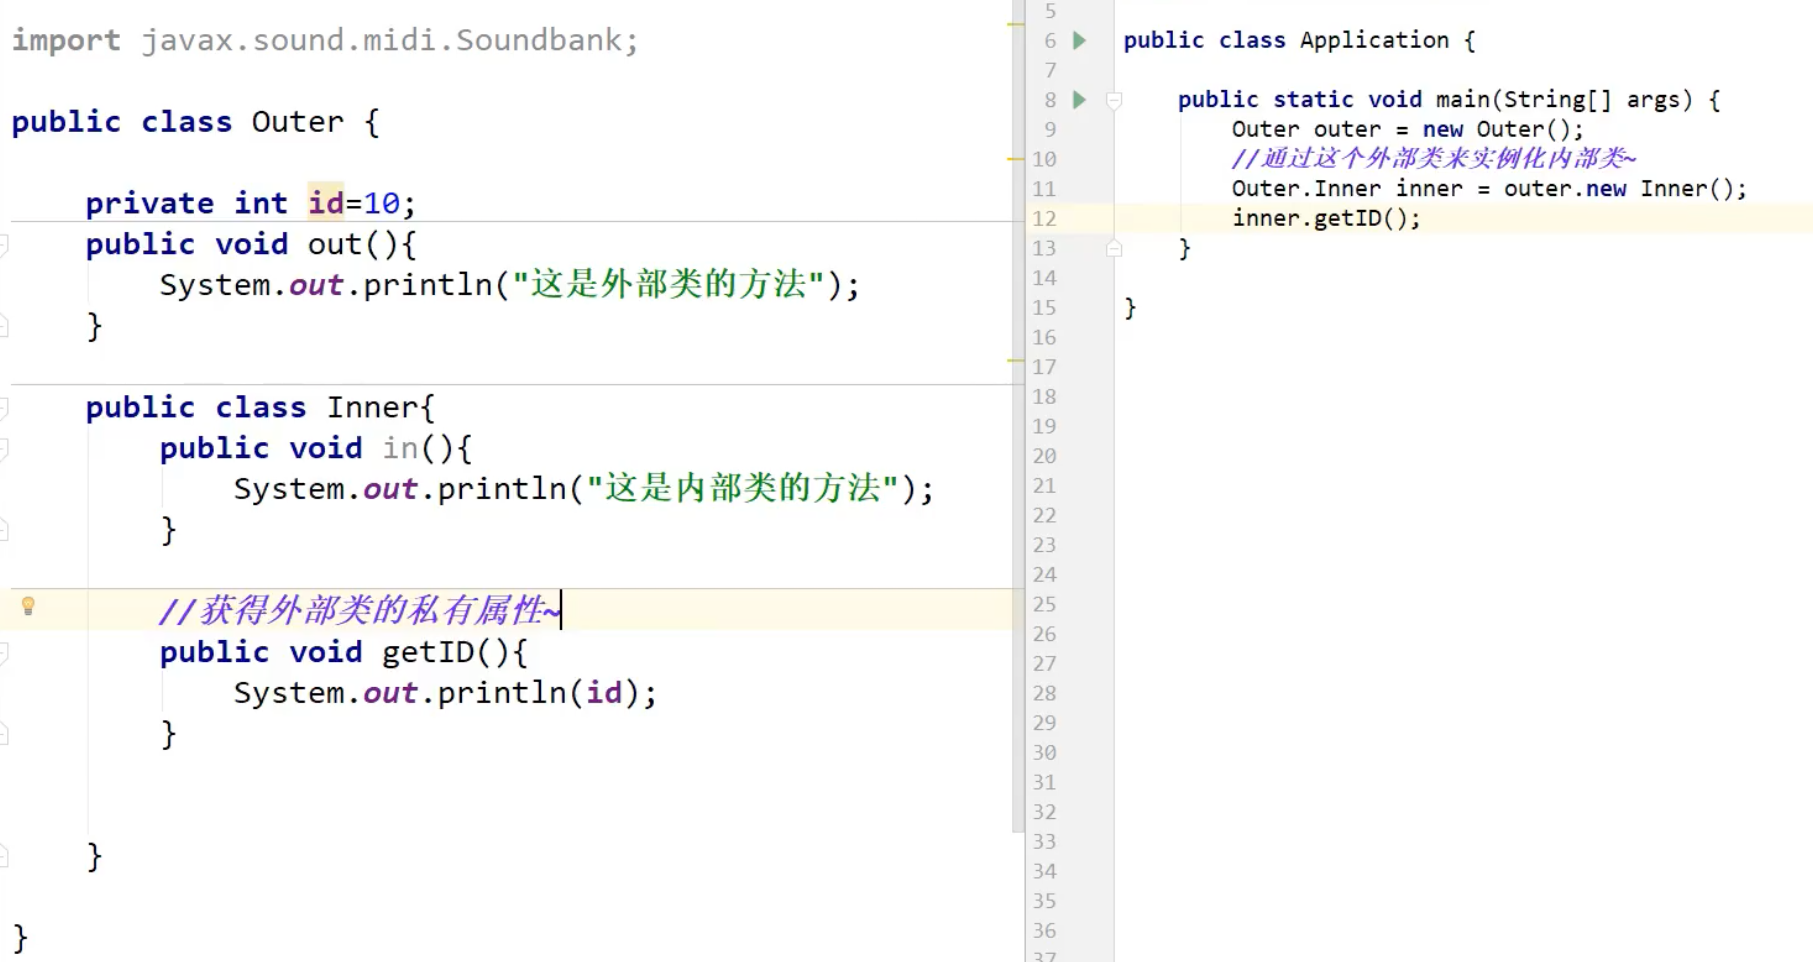 import javax.sound.midi.Soundbank;
public class Outer {
private int id=10;
public void out(){
System.out.println("这是外部类的方法");
}
public class Inner{
public void in(){
System.out.println("这是内部类的方法");
}
//获得外部类的私有属性~
public void getID(){
System.out.println(id);
}
}
}
5
6 public class Application {
7
8 public static void main(String[] args) {
9 Outer outer = new Outer();
10 //通过这个外部类来实例化内部类~
11 Outer.Inner inner = outer.new Inner();
12 inner.getID();
13 }
14
15 }
16
17
18
19
20
21
22
23
24
25
26
27
28
29
30
31
32
33
34
35
36
37